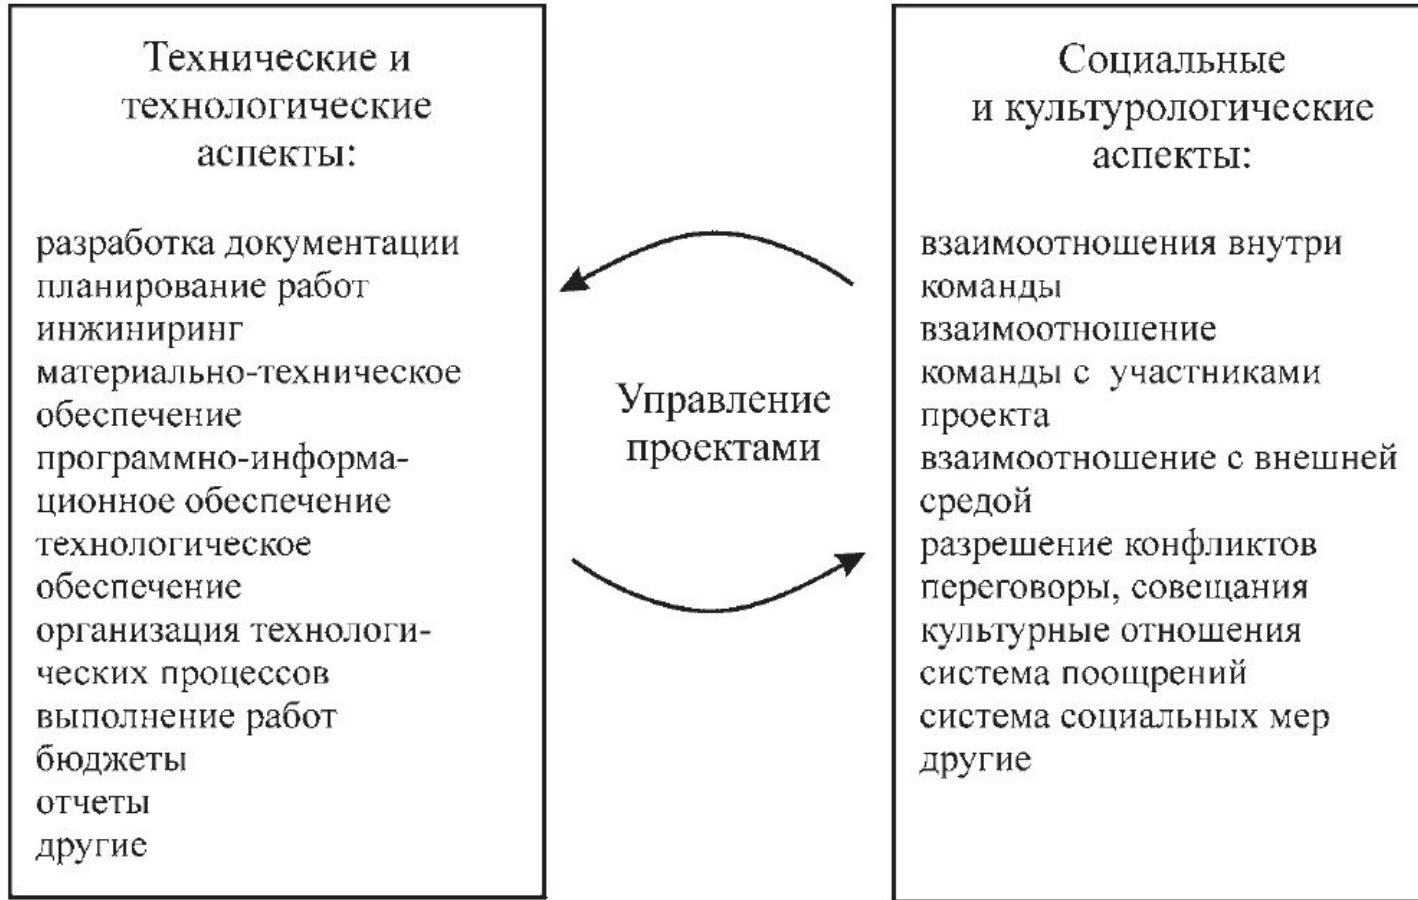 Технические и
технологические
аспекты:
разработка документации
планирование работ
инжиниринг
материально-техническое
обеспечение
программно-информа-
ционное обеспечение
технологическое
обеспечение
организация технологи-
ческих процессов
выполнение работ
бюджеты
отчеты
другие
Управление
проектами
Социальные
и культурологические
аспекты:
взаимоотношения внутри
команды
взаимоотношение
команды с участниками
проекта
взаимоотношение с внешней
средой
разрешение конфликтов
переговоры, совещания
культурные отношения
система поощрений
система социальных мер
другие